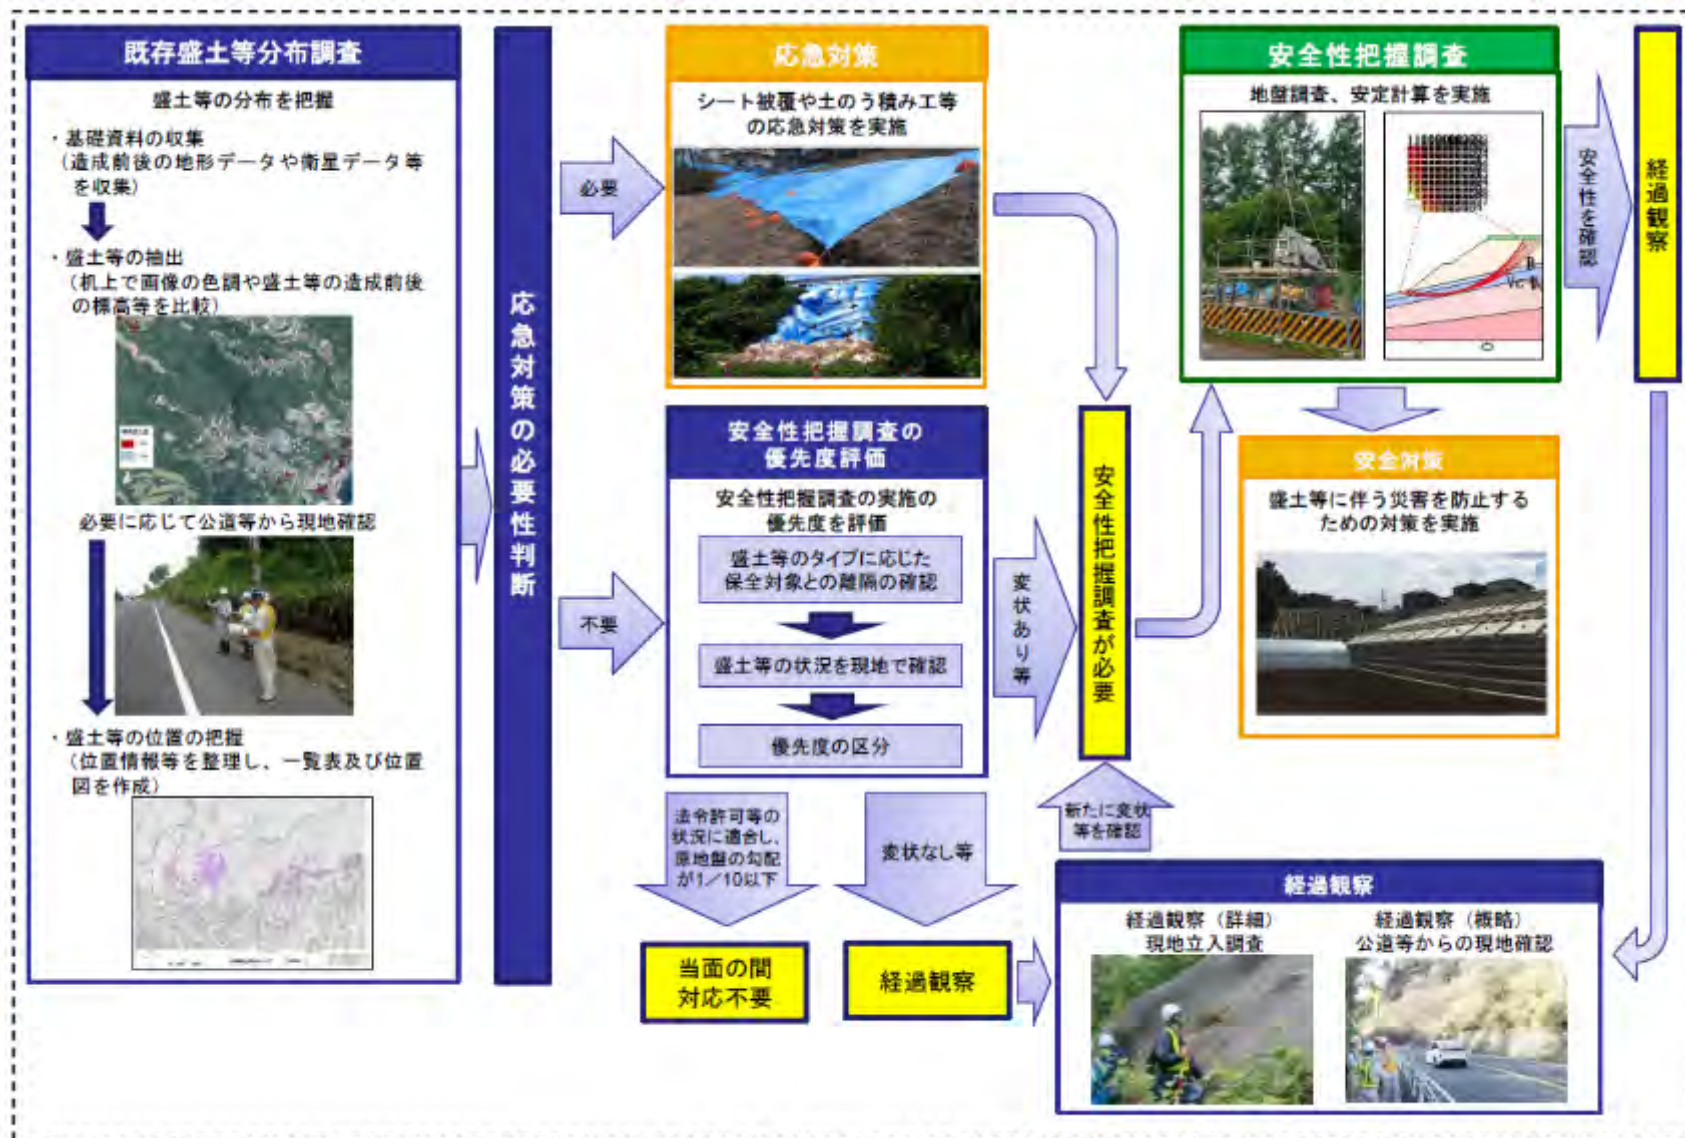 既存盛土等分布調査
盛土等の分布を把握
・基礎資料の収集
（造成前後の地形データや衛星データ等
を収集）
・盛土等の抽出
（机上で画像の色調や盛土等の造成前後
の標高等を比較）
必要に応じて公道等から現地確認
・盛土等の位置の把握
（位置情報等を整理し、一覧表及び位置
図を作成）
応急対策の必要性判断
必要
不要
応急対策
シート被覆や土のう積み工等
の応急対策を実施
安全性把握調査の
優先度評価
安全性把握調査の実施の
優先度を評価
盛土等のタイプに応じた
保全対象との離隔の確認
盛土等の状況を現地で確認
優先度の区分
法令許可等の
状況に適合し、
原地盤の勾配
が1／10以下
変状なし等
当面の間
対応不要
経過観察
変状あり等
安全性把握調査が必要
新たに変状
等を確認
安全性把握調査
地盤調査、安定計算を実施
安全性を確認
経過観察
安全対策
盛土等に伴う災害を防止する
ための対策を実施
経過観察
経過観察（詳細）
現地立入調査
経過観察（概略）
公道等からの現地確認